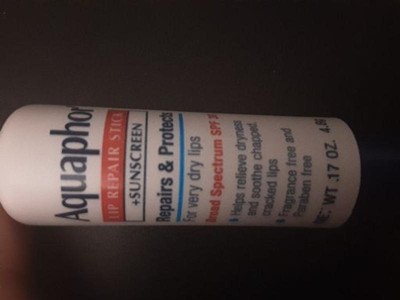 Aquaphor
LIP REPAIR STICK
+SUNSCREEN
Repairs & Protects
For very dry lips
Broad Spectrum SPF
Helps relieve dryness
and soothe chapped,
cracked lips
Fragrance free and
Paraben free
NE. WT .17 OZ.